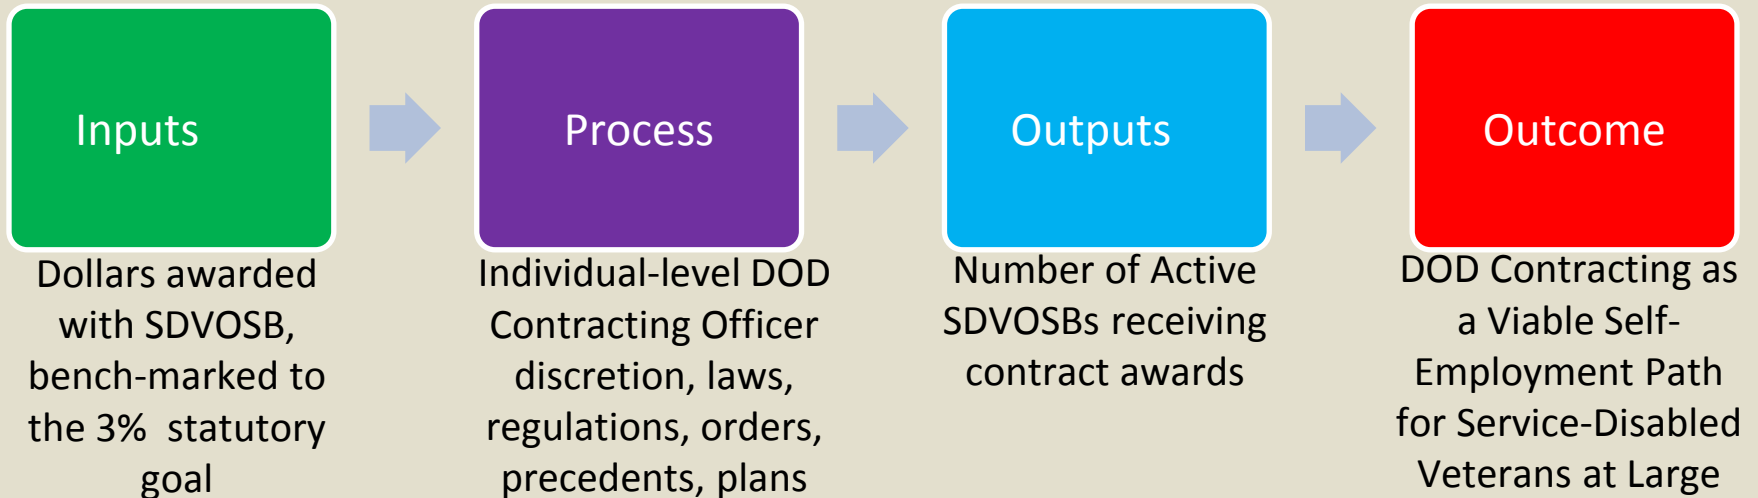 Inputs
Process
Outputs
Outcome
Dollars awarded
with SDVOSB,
bench-marked to
the 3% statutory
goal
Individual-level DOD
Contracting Officer
discretion, laws,
regulations, orders,
precedents, plans
Number of Active
SDVOSBs receiving
contract awards
DOD Contracting as
a Viable Self-
Employment Path
for Service-Disabled
Veterans at Large